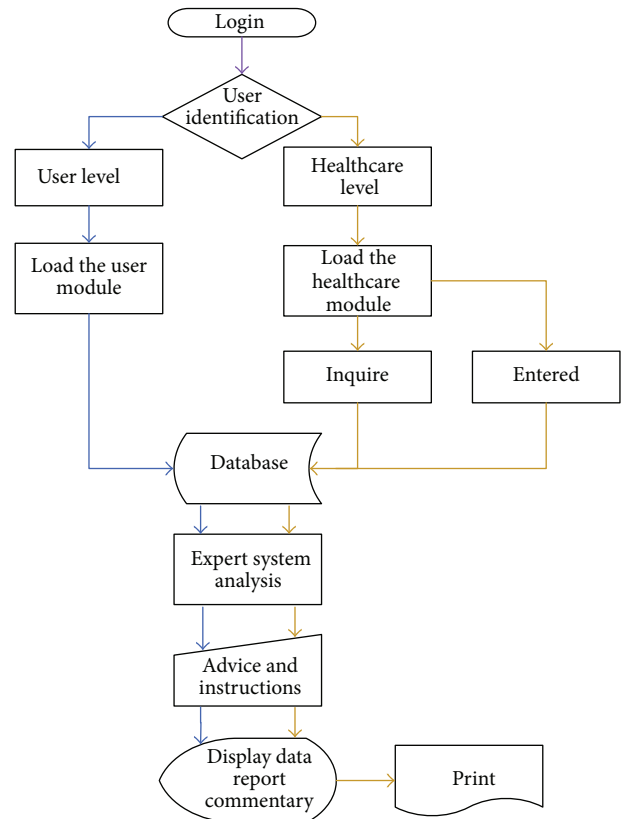 Login
User
identification
User level
Healthcare
level
Load the user
module
Load the
healthcare
module
Inquire
Entered
Database
Expert system
analysis
Advice and
instructions
Display data
report
commentary
Print